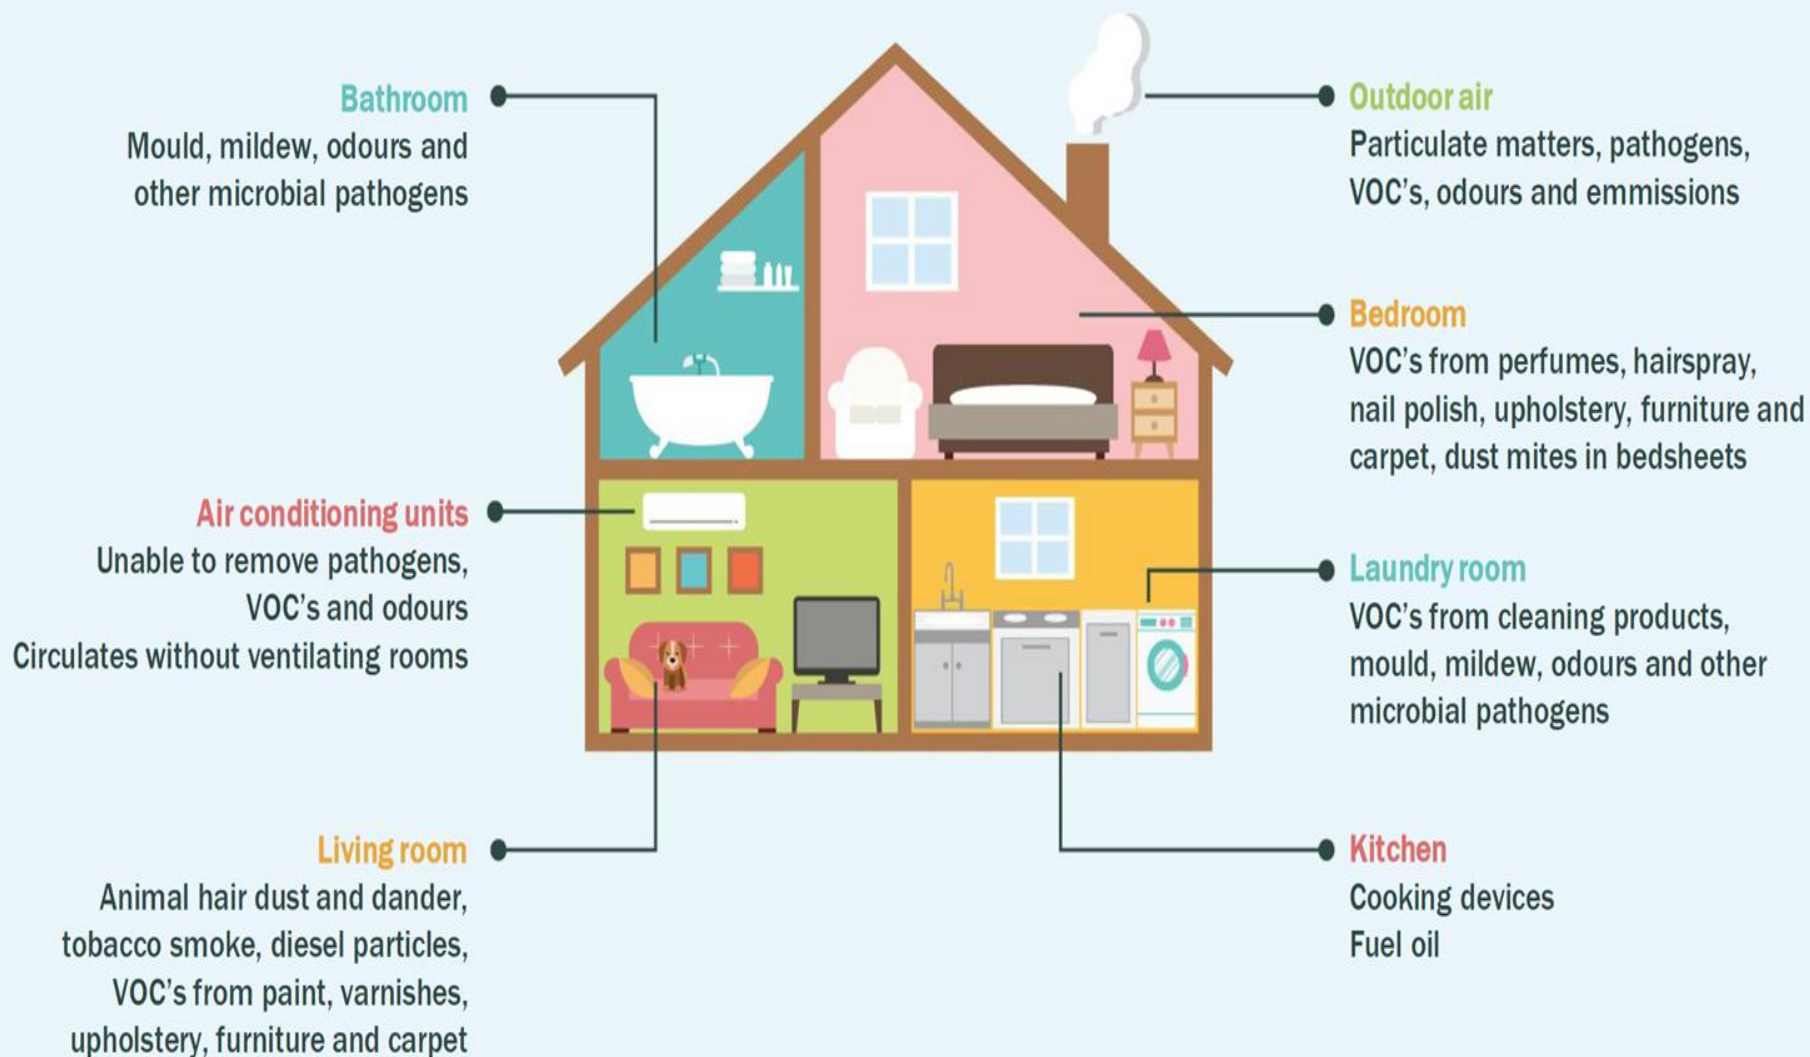 Bathroom
Mould, mildew, odours and
other microbial pathogens
Air conditioning units
Unable to remove pathogens,
VOC's and odours
Circulates without ventilating rooms
Living room
Animal hair dust and dander,
tobacco smoke, diesel particles,
VOC's from paint, varnishes,
upholstery, furniture and carpet
Outdoor air
Particulate matters, pathogens,
VOC's, odours and emmissions
Bedroom
VOC's from perfumes, hairspray,
nail polish, upholstery, furniture and
carpet, dust mites in bedsheets
Laundry room
VOC's from cleaning products,
mould, mildew, odours and other
microbial pathogens
Kitchen
Cooking devices
Fuel oil